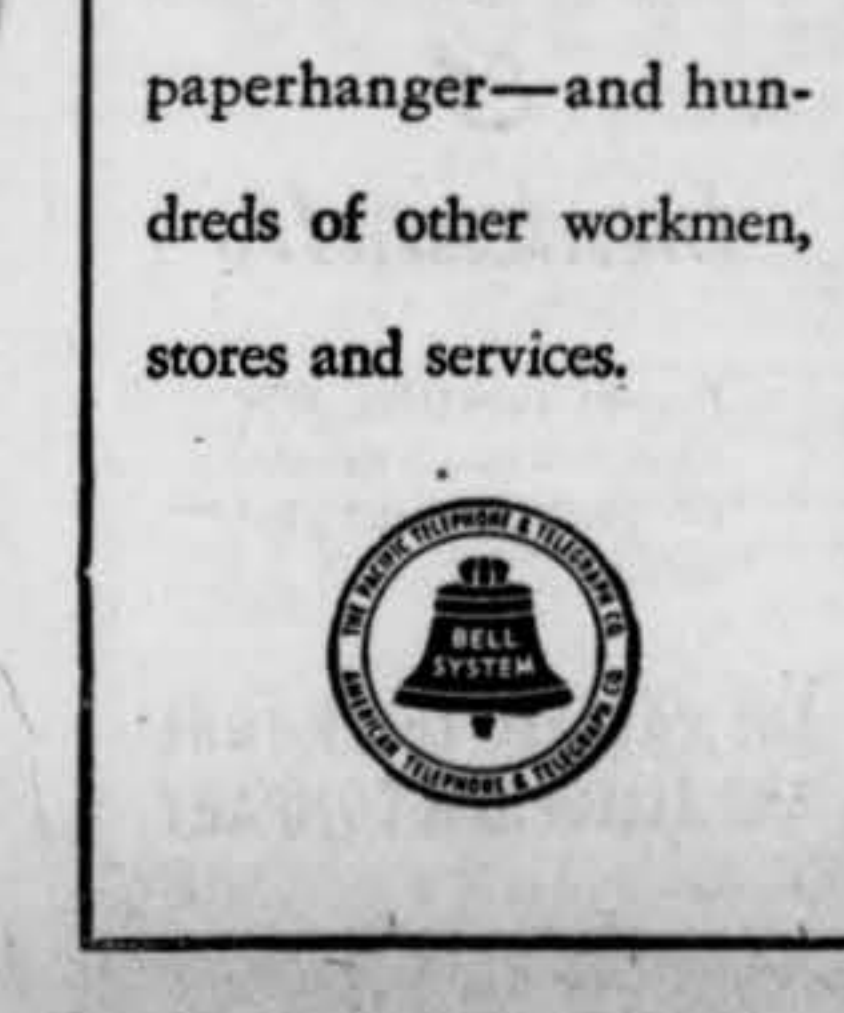 paperhanger—and hun-
dreds of other workmen,
stores and services.
THE PACIFIC TELEPHONE & TELEGRAPH CO.
BELL
SYSTEM
AMERICAN TELEPHONE & TELEGRAPH CO.